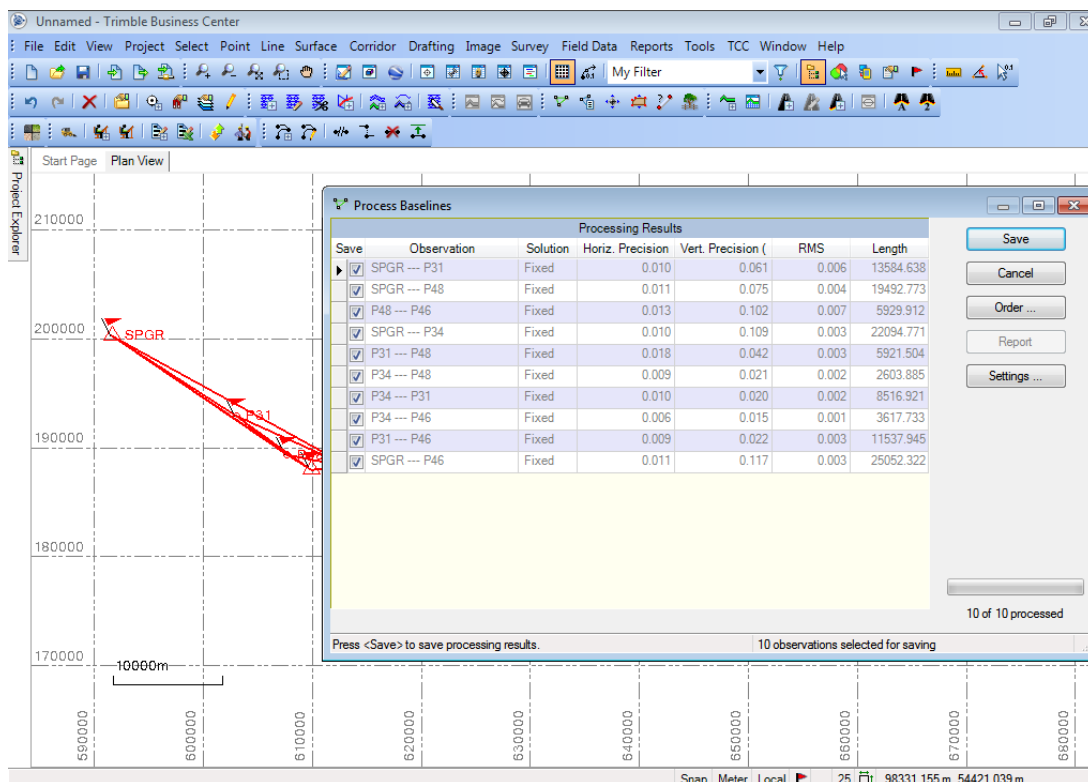 Unnamed - Trimble Business Center
File Edit View Project Select Point Line Surface Corridor Drafting Image Survey Field Data Reports Tools TCC Window Help
My Filter
Start Page Plan View
Project Explorer
210000
200000
190000
180000
170000
SPGR
P31
10000m
590000 600000 610000 620000 630000 640000 650000 660000 670000 680000
Process Baselines
Processing Results
Save Observation Solution Horiz. Precision Vert. Precision ( RMS Length
SPGR --- P31 Fixed 0.010 0.061 0.006 13584.638
SPGR --- P48 Fixed 0.011 0.075 0.004 19492.773
P48 --- P46 Fixed 0.013 0.102 0.007 5929.912
SPGR --- P34 Fixed 0.010 0.109 0.003 22094.771
P31 --- P48 Fixed 0.018 0.042 0.003 5921.504
P34 --- P48 Fixed 0.009 0.021 0.002 2603.885
P34 --- P31 Fixed 0.010 0.020 0.002 8516.921
P34 --- P46 Fixed 0.006 0.015 0.001 3617.733
P31 --- P46 Fixed 0.009 0.022 0.003 11537.945
SPGR --- P46 Fixed 0.011 0.117 0.003 25052.322
Save
Cancel
Order ...
Report
Settings ...
10 of 10 processed
Press <Save> to save processing results. 10 observations selected for saving
Snap Meter Local 25 98331.155 m, 54421.039 m